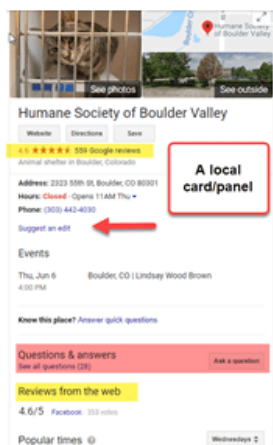 Humane Society
of Boulder Valley
See photos
See outside
Humane Society of Boulder Valley
Website Directions Save
4.6 ★★★★★ 559 Google reviews
Animal shelter in Boulder, Colorado
A local
card/panel
Address: 2323 55th St, Boulder, CO 80301
Hours: Closed · Opens 11AM Thu
Phone: (303) 442-4030
Suggest an edit
Events
Thu, Jun 6 Boulder, CO | Lindsay Wood Brown
4:00 PM
Know this place? Answer quick questions
Questions & answers
See all questions (28)
Ask a question
Reviews from the web
4.6/5 Facebook · 353 votes
Popular times Wednesdays